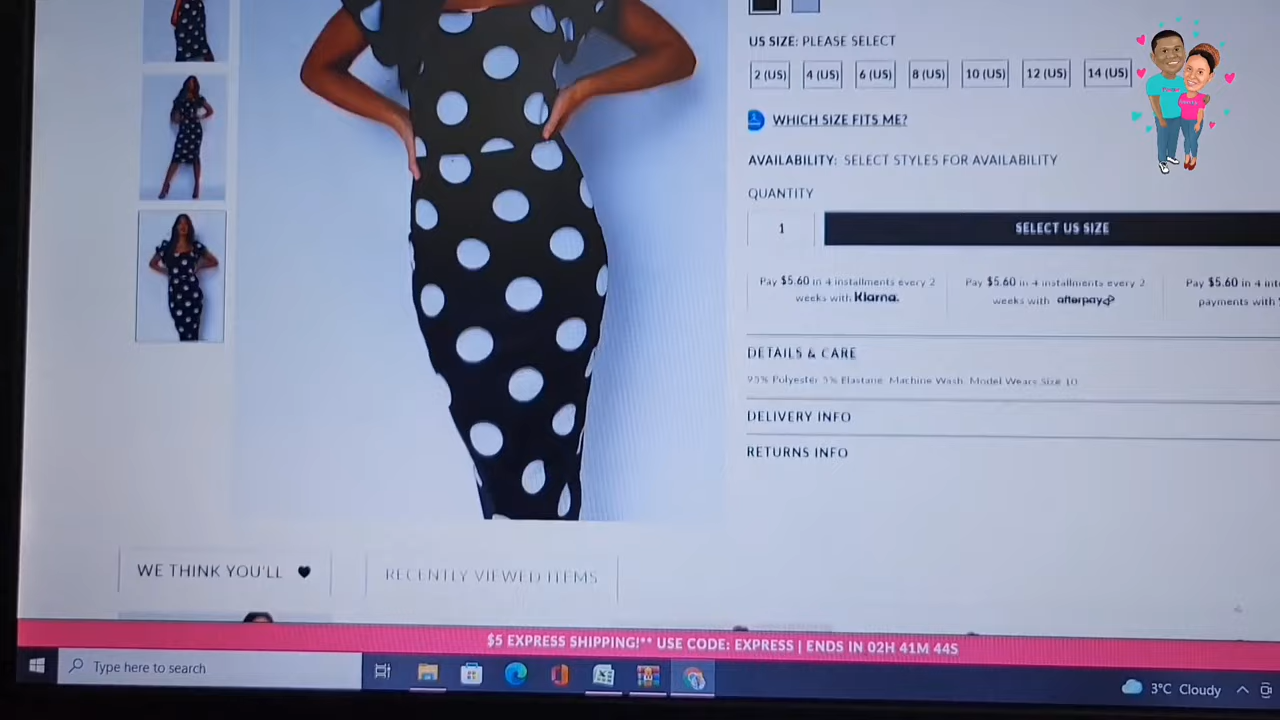 US SIZE: PLEASE SELECT
2 (US) 4 (US) 6 (US) 8 (US) 10 (US) 12 (US) 14 (US)
WHICH SIZE FITS ME?
AVAILABILITY: SELECT STYLES FOR AVAILABILITY
QUANTITY
1 SELECT US SIZE
Pay $5.60 in 4 installments every 2
weeks with Klarna.
Pay $5.60 in 4 installments every 2
weeks with afterpay
Pay $5.60 in 4
payments with
DETAILS & CARE
95% Polyester 5% Elastane. Machine Wash. Model Wears Size 10
DELIVERY INFO
RETURNS INFO
WE THINK YOU'LL
RECENTLY VIEWED ITEMS
$5 EXPRESS SHIPPING!** USE CODE: EXPRESS | ENDS IN 02H 41M 44S
Type here to search
3°C Cloudy